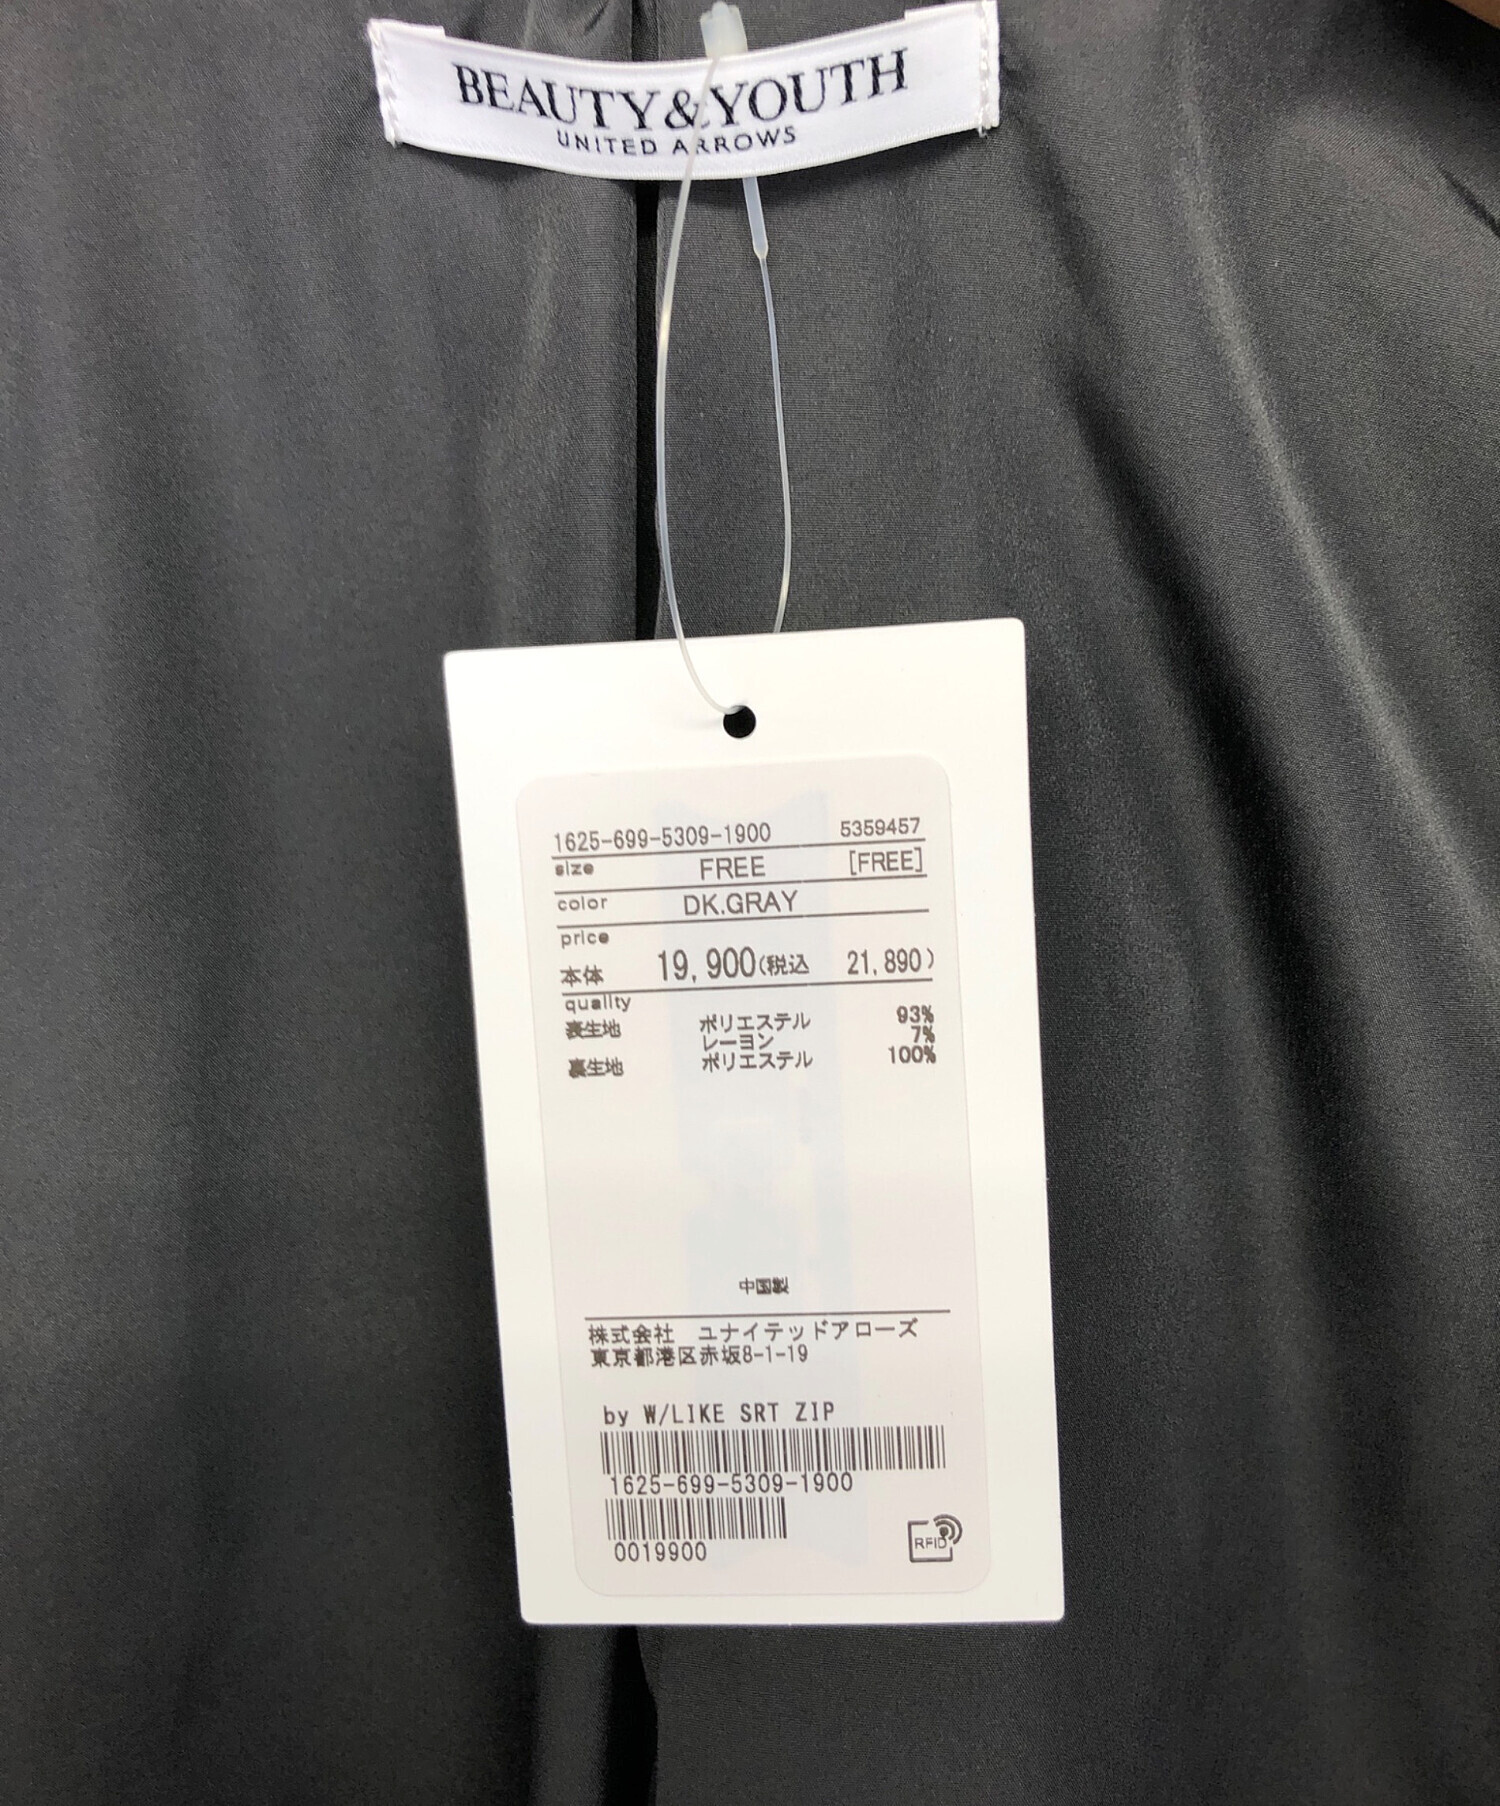 BEAUTY&YOUTH
UNITED ARROWS
1625-699-5309-1900 5359457
size FREE [FREE]
color DK.GRAY
price
本体 19,900(税込 21,890)
quality
表生地 ポリエステル 93%
レーヨン 7%
裏生地 ポリエステル 100%
中国製
株式会社 ユナイテッドアローズ
東京都港区赤坂8-1-19
by W/LIKE SRT ZIP
1625-699-5309-1900
0019900
RFID